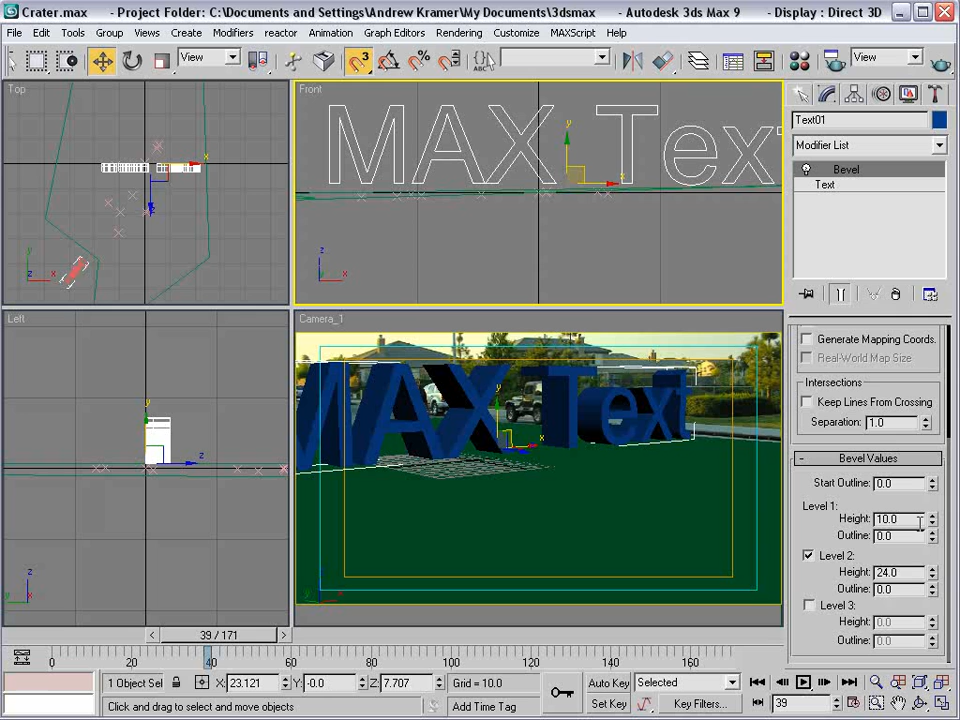 Crater.max - Project Folder: C:\Documents and Settings\Andrew Kramer\My Documents\3dsmax - Autodesk 3ds Max 9 - Display : Direct 3D
File Edit Tools Group Views Create Modifiers reactor Animation Graph Editors Rendering Customize MAXScript Help
View 3 % ABC View
Top
Front
MAX Tex
Text01
Modifier List
Bevel
Text
Left
Camera_1
MAX Text
Generate Mapping Coords.
Real-World Map Size
Intersections
Keep Lines From Crossing
Separation: 1.0
- Bevel Values
Start Outline: 0.0
Level 1:
Height: 10.0
Outline: 0.0
Level 2:
Height: 24.0
Outline: 0.0
Level 3:
Height: 0.0
Outline: 0.0
< 39 / 171 >
0 20 40 60 80 100 120 140 160
1 Object Sel X: 23.121 Y: -0.0 Z: 7.707 Grid = 10.0 Auto Key Selected
Click and drag to select and move objects Add Time Tag Set Key Key Filters... 39